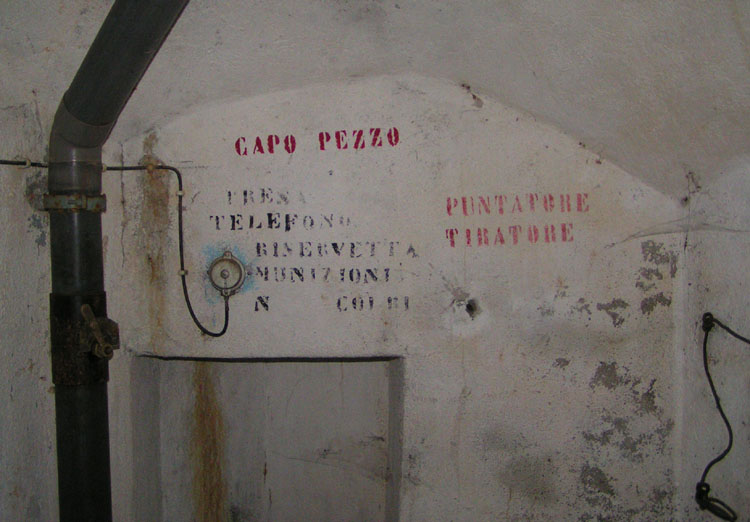 CAPO PEZZO
PRESA
TELEFONO
RISERVETTA
MUNIZIONI
N COLPI
PUNTATORE
TIRATORE